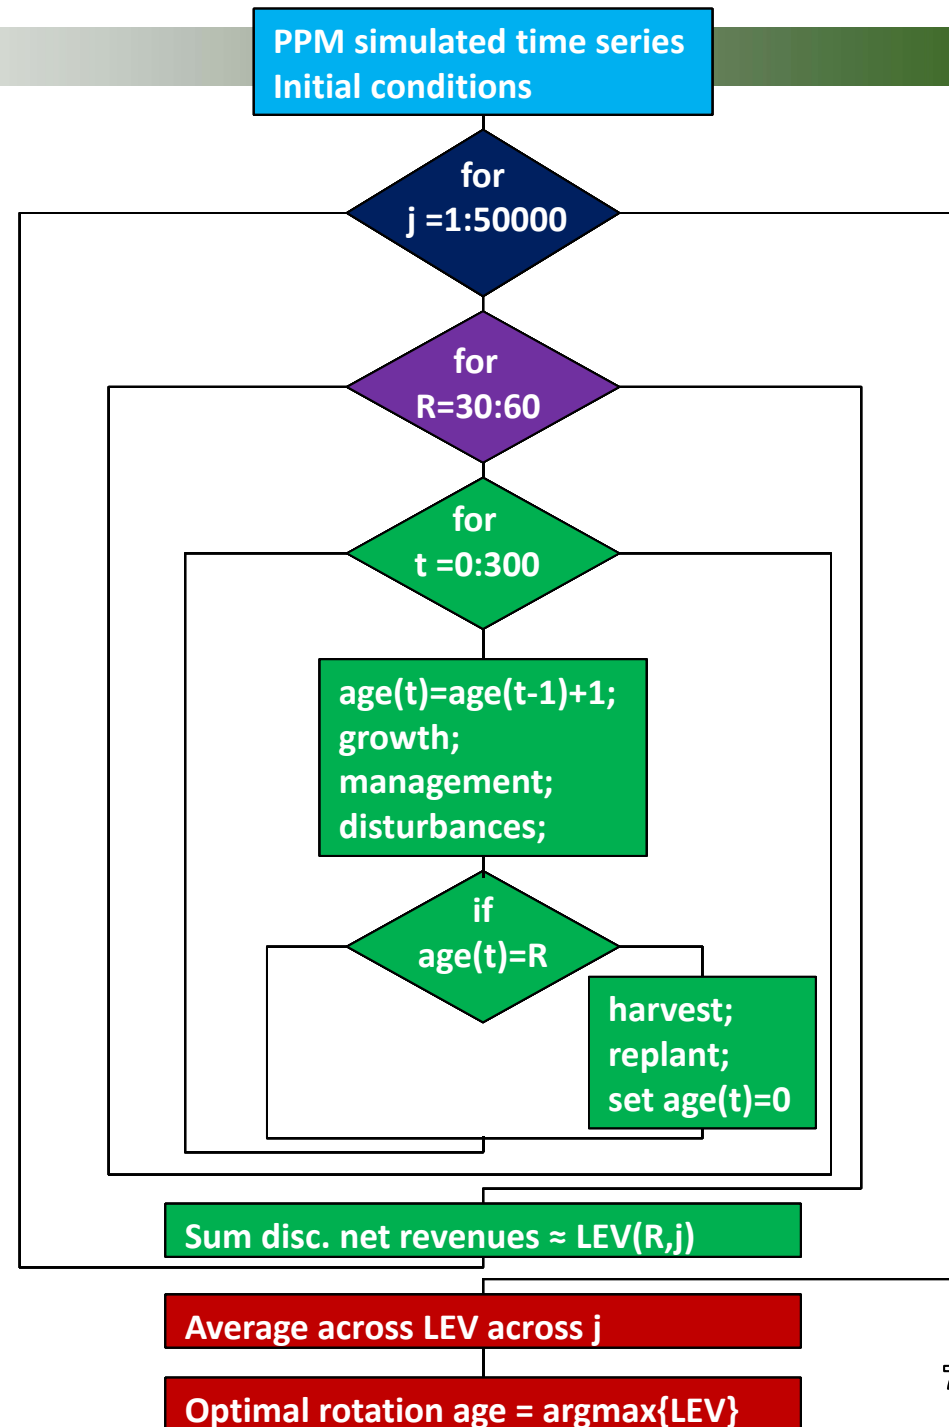 PPM simulated time series
Initial conditions
for
j =1:50000
for
R=30:60
for
t =0:300
age(t)=age(t-1)+1;
growth;
management;
disturbances;
if
age(t)=R
harvest;
replant;
set age(t)=0
Sum disc. net revenues ≈ LEV(R,j)
Average across LEV across j
Optimal rotation age = argmax{LEV}